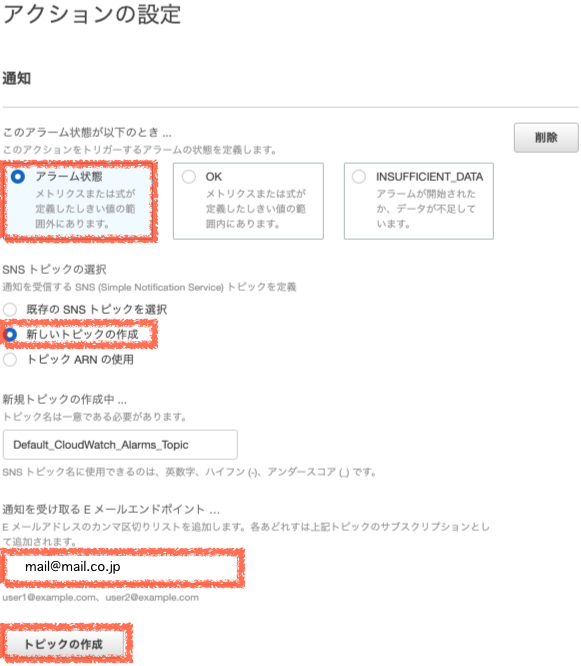 アクションの設定
通知
このアラーム状態が以下のとき ...
このアクションをトリガーするアラームの状態を定義します。
削除
アラーム状態
メトリクスまたは式が
定義したしきい値の範
囲外にあります。
OK
メトリクスまたは式が
定義したしきい値の範
囲内にあります。
INSUFFICIENT_DATA
アラームが開始された
か、データが不足して
います。
SNS トピックの選択
通知を受信する SNS (Simple Notification Service) トピックを定義
既存の SNS トピックを選択
新しいトピックの作成
トピック ARN の使用
新規トピックの作成中 ...
トピック名は一意である必要があります。
Default_CloudWatch_Alarms_Topic
SNS トピック名に使用できるのは、英数字、ハイフン (-)、アンダースコア (_) です。
通知を受け取る E メールエンドポイント ...
E メールアドレスのカンマ区切りリストを追加します。各あどれすは上記トピックのサブスクリプションとし
て追加されます。
mail@mail.co.jp
user1@example.com、user2@example.com
トピックの作成